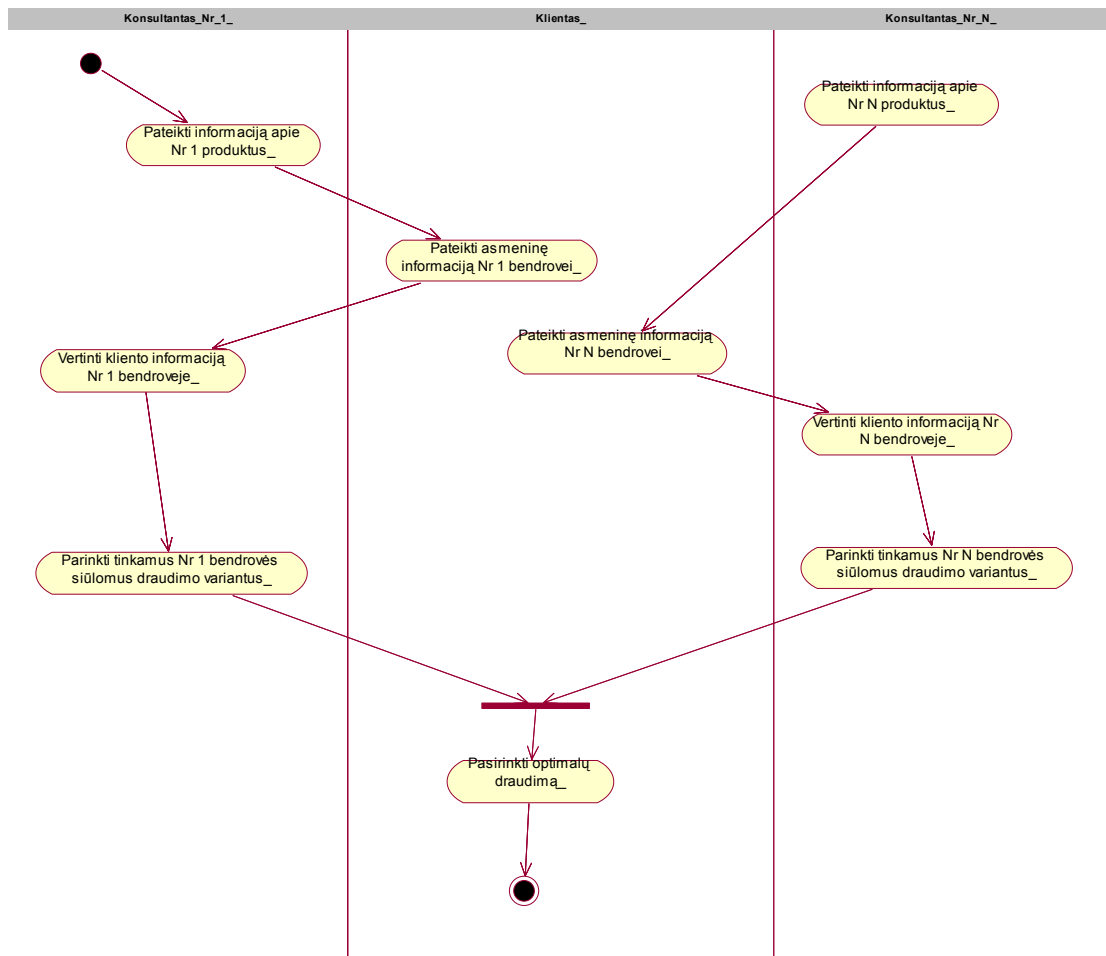 Konsultantas_Nr_1_
Klientas_
Konsultantas_Nr_N_
Pateikti informaciją apie
Nr N produktus_
Pateikti informaciją apie
Nr 1 produktus_
Pateikti asmeninę
informaciją Nr 1 bendrovei_
Pateikti asmeninę informaciją
Nr N bendrovei_
Vertinti kliento informaciją
Nr 1 bendroveje_
Vertinti kliento informaciją Nr
N bendroveje_
Parinkti tinkamus Nr 1 bendrovės
siūlomus draudimo variantus_
Parinkti tinkamus Nr N bendrovės
siūlomus draudimo variantus_
Pasirinkti optimalų
draudimą_